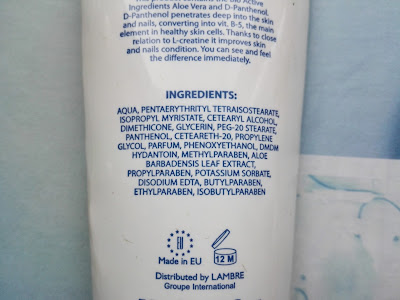 Ingredients Aloe Vera and D-Panthenol.
D-Panthenol penetrates deep into the skin
and nails, converting into vit. B-5, the main
element in healthy skin cells. Thanks to close
relation to L-creatine it improves skin
and nails condition. You can see and feel
the difference immediately.
INGREDIENTS:
AQUA, PENTAERYTHRITYL TETRAISOSTEARATE,
ISOPROPYL MYRISTATE, CETEARYL ALCOHOL,
DIMETHICONE, GLYCERIN, PEG-20 STEARATE,
PANTHENOL, CETEARETH-20, PROPYLENE
GLYCOL, PARFUM, PHENOXYETHANOL, DMDM
HYDANTOIN, METHYLPARABEN, ALOE
BARBADENSIS LEAF EXTRACT,
PROPYLPARABEN, POTASSIUM SORBATE,
DISODIUM EDTA, BUTYLPARABEN,
ETHYLPARABEN, ISOBUTYLPARABEN
EU
12 M
Made in EU
Distributed by LAMBRE
Groupe International